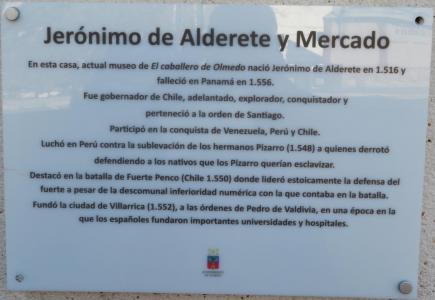 Jerónimo de Alderete y Mercado
En esta casa, actual museo de El caballero de Olmedo nació Jerónimo de Alderete en 1.516 y
falleció en Panamá en 1.556.
Fue gobernador de Chile, adelantado, explorador, conquistador y
perteneció a la orden de Santiago.
Participó en la conquista de Venezuela, Perú y Chile.
Luchó en Perú contra la sublevación de los hermanos Pizarro (1.548) a quienes derrotó
defendiendo a los nativos que los Pizarro querían esclavizar.
Destacó en la batalla de Fuerte Penco (Chile 1.550) donde lideró estoicamente la defensa del
fuerte a pesar de la descomunal inferioridad numérica con la que contaba en la batalla.
Fundó la ciudad de Villarrica (1.552), a las órdenes de Pedro de Valdivia, en una época en la
que los españoles fundaron importantes universidades y hospitales.